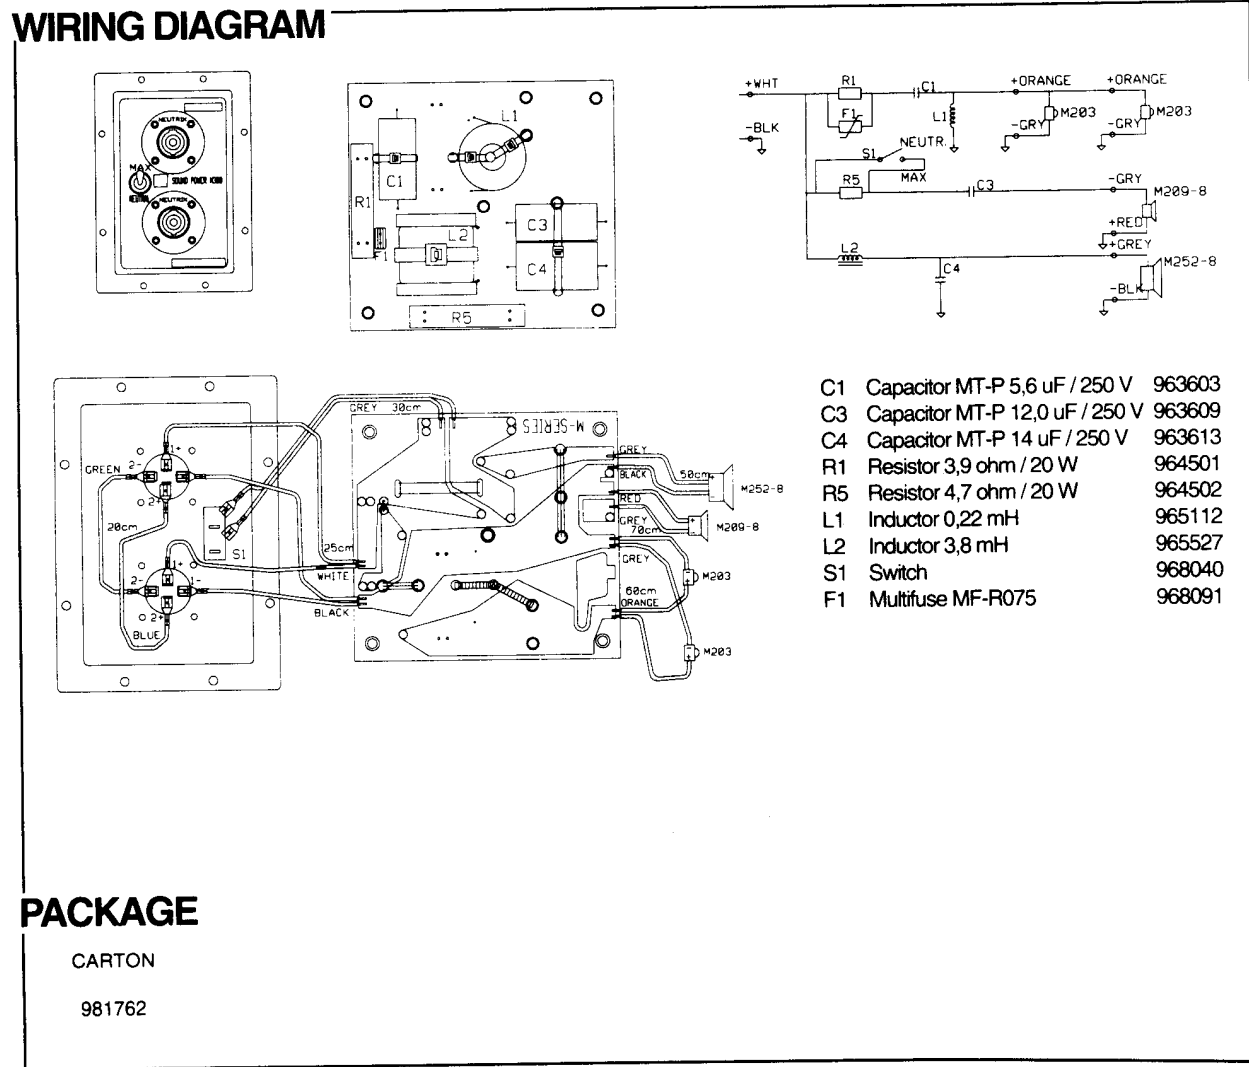 WIRING DIAGRAM
NEUTRIK
MAX
SOUND POWER
NEUTRAL
NEUTRIK
L1
C1
R1
L2
C3
F1
C4
R5
+WHT
R1
C1
+ORANGE
+ORANGE
F1
L1
M203
M203
-BLK
-GRY
-GRY
S1
NEUTR.
MAX
R5
C3
-GRY
M209-8
+RED
L2
+GREY
C4
M252-8
-BLK
GREY 30cm
M-SERIES
1+
GREEN
2-
2+
20cm
S1
25cm
WHITE
1+
2-
1-
2+
BLUE
BLACK
GREY
BLACK
50cm
M252-8
RED
GREY
70cm
M209-8
GREY
M203
60cm
ORANGE
M203
C1 Capacitor MT-P 5,6 uF / 250 V 963603
C3 Capacitor MT-P 12,0 uF / 250 V 963609
C4 Capacitor MT-P 14 uF / 250 V 963613
R1 Resistor 3,9 ohm / 20 W 964501
R5 Resistor 4,7 ohm / 20 W 964502
L1 Inductor 0,22 mH 965112
L2 Inductor 3,8 mH 965527
S1 Switch 968040
F1 Multifuse MF-R075 968091
PACKAGE
CARTON
981762